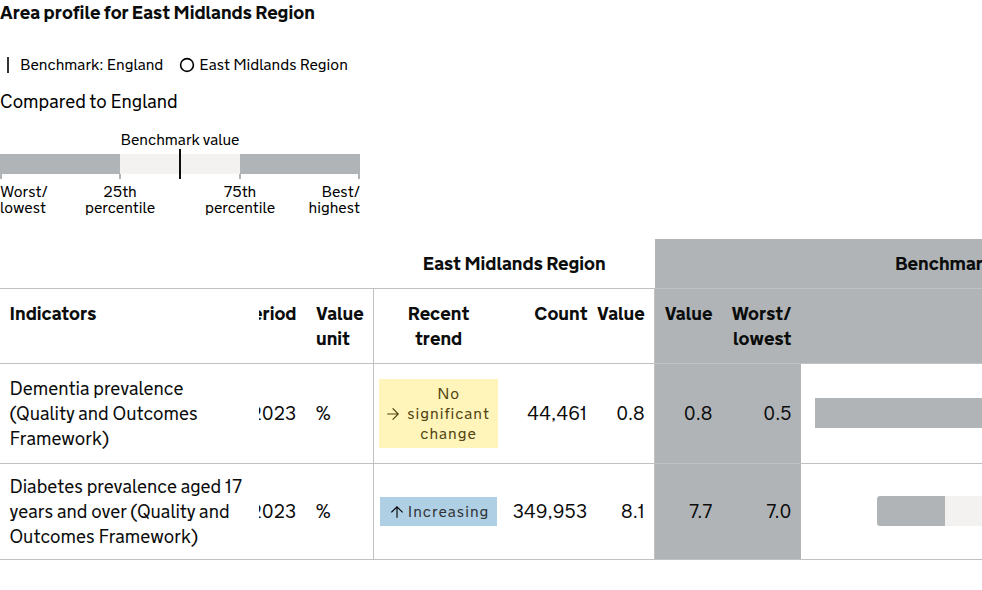 Area profile for East Midlands Region
Benchmark: England East Midlands Region
Compared to England
Benchmark value
Worst/ 25th 75th Best/
lowest percentile percentile highest
East Midlands Region Benchmar
Indicators eriod Value Recent Count Value Value Worst/
unit trend lowest
Dementia prevalence No
(Quality and Outcomes 2023 % → significant 44,461 0.8 0.8 0.5
Framework) change
Diabetes prevalence aged 17
years and over (Quality and 2023 % ↑ Increasing 349,953 8.1 7.7 7.0
Outcomes Framework)